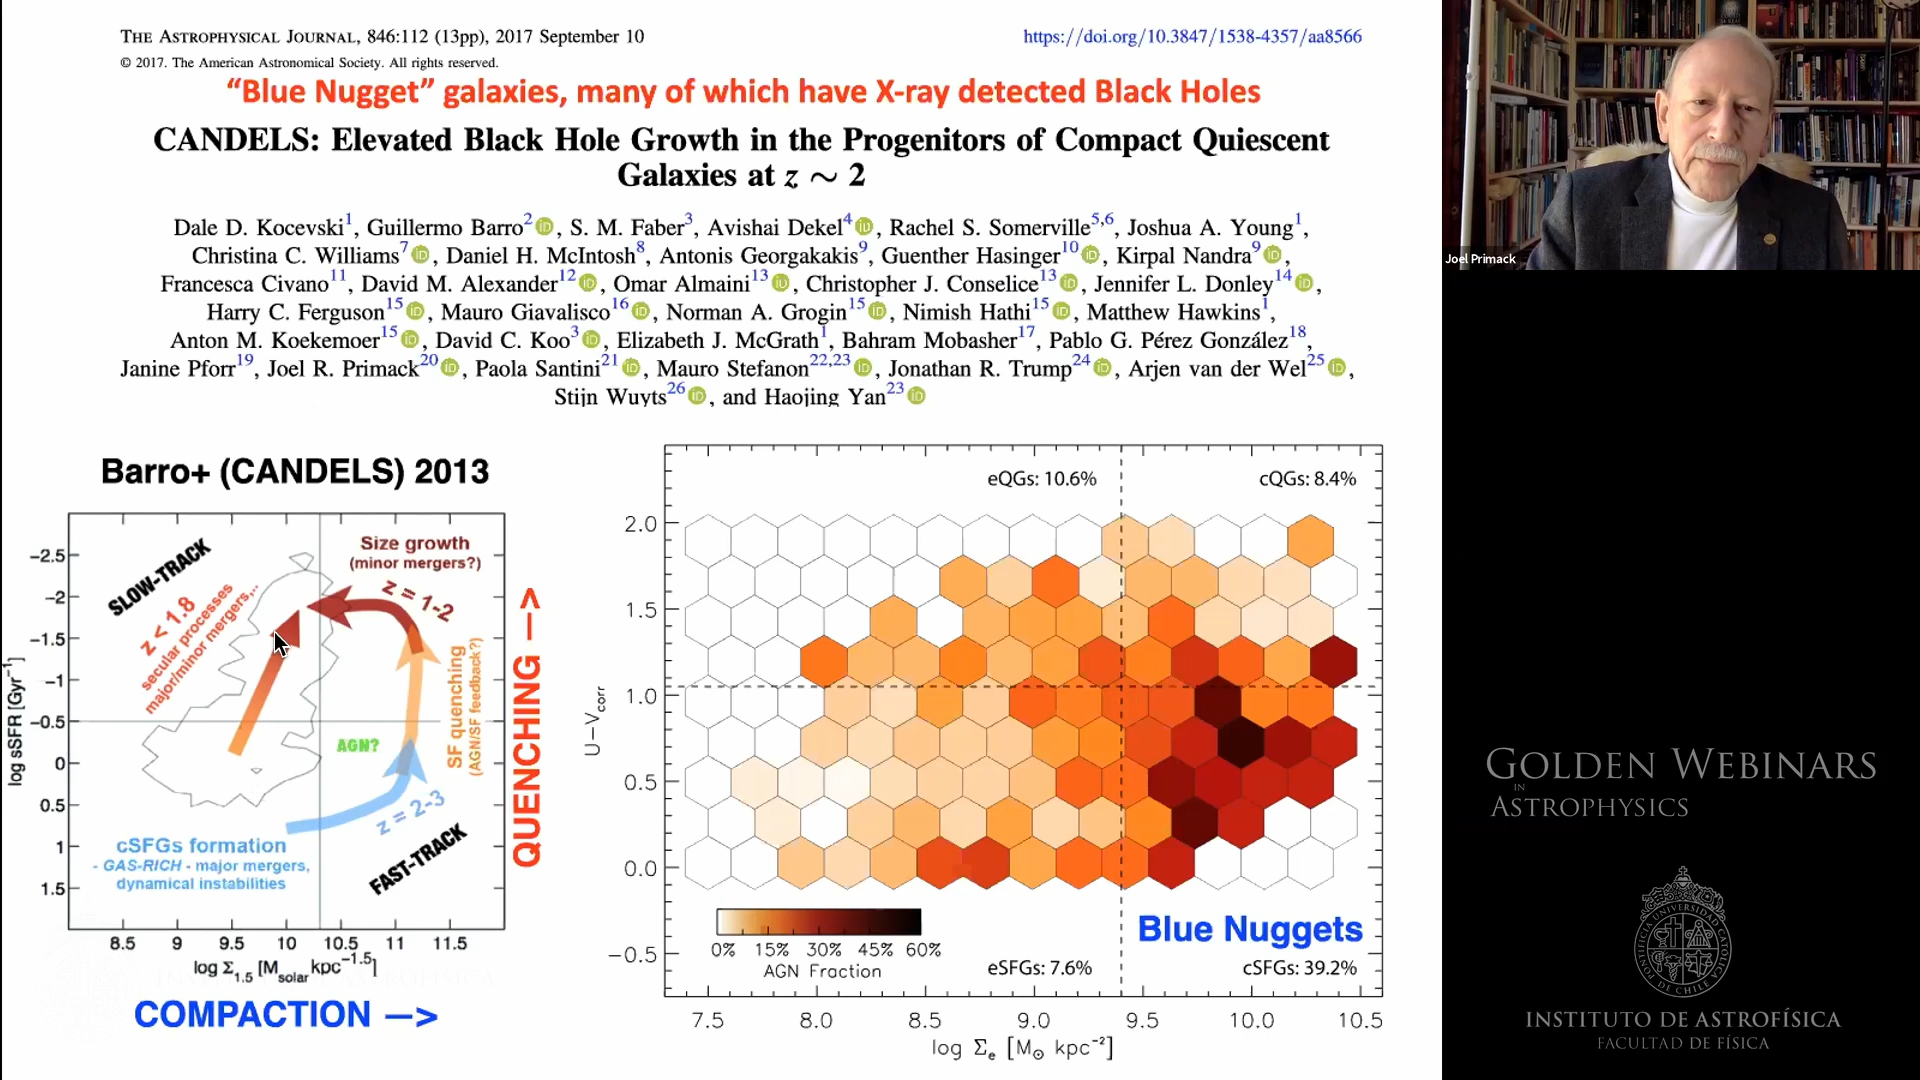 THE ASTROPHYSICAL JOURNAL, 846:112 (13pp), 2017 September 10
https://doi.org/10.3847/1538-4357/aa8566
© 2017. The American Astronomical Society. All rights reserved.
“Blue Nugget” galaxies, many of which have X-ray detected Black Holes
CANDELS: Elevated Black Hole Growth in the Progenitors of Compact Quiescent
Galaxies at z ∼ 2
Dale D. Kocevski1, Guillermo Barro2, S. M. Faber3, Avishai Dekel4, Rachel S. Somerville5,6, Joshua A. Young1,
Christina C. Williams7, Daniel H. McIntosh8, Antonis Georgakakis9, Guenther Hasinger10, Kirpal Nandra9,
Francesca Civano11, David M. Alexander12, Omar Almaini13, Christopher J. Conselice13, Jennifer L. Donley14,
Harry C. Ferguson15, Mauro Giavalisco16, Norman A. Grogin15, Nimish Hathi15, Matthew Hawkins1,
Anton M. Koekemoer15, David C. Koo3, Elizabeth J. McGrath1, Bahram Mobasher17, Pablo G. Pérez González18,
Janine Pforr19, Joel R. Primack20, Paola Santini21, Mauro Stefanon22,23, Jonathan R. Trump24, Arjen van der Wel25,
Stijn Wuyts26, and Haojing Yan23
Barro+ (CANDELS) 2013
SLOW-TRACK
Size growth
(minor mergers?)
z = 1-2
z < 1.8
secular processes
major/minor mergers,..
SF quenching
(AGN/SF feedback?)
AGN?
z = 2-3
cSFGs formation
- GAS-RICH - major mergers,
dynamical instabilities
FAST-TRACK
log sSFR [Gyr-1]
−2.5
−2
−1.5
−1
−0.5
0
0.5
1
1.5
8.5 9 9.5 10 10.5 11 11.5
log Σ1.5 [Msolar kpc−1.5]
COMPACTION —>
QUENCHING —>
eQGs: 10.6%
cQGs: 8.4%
2.0
1.5
1.0
0.5
0.0
−0.5
U−Vcorr
0% 15% 30% 45% 60%
AGN Fraction
Blue Nuggets
eSFGs: 7.6%
cSFGs: 39.2%
7.5 8.0 8.5 9.0 9.5 10.0 10.5
log Σe [M⊙ kpc−2]
Joel Primack
GOLDEN WEBINARS
IN
ASTROPHYSICS
INSTITUTO DE ASTROFÍSICA
FACULTAD DE FÍSICA